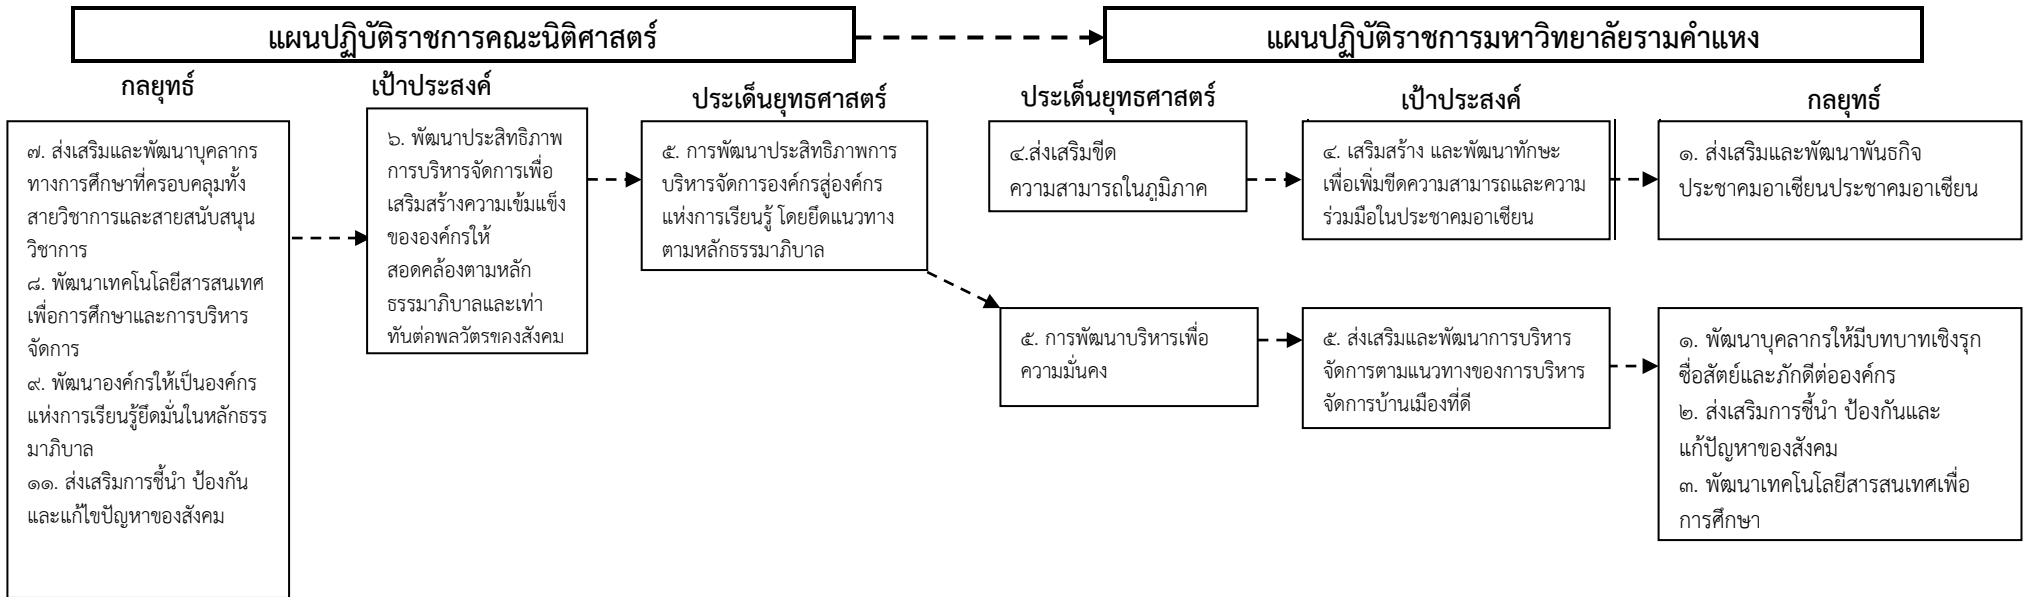 แผนปฏิบัติราชการคณะนิติศาสตร์
แผนปฏิบัติราชการมหาวิทยาลัยรามคำแหง
กลยุทธ์
๗. ส่งเสริมและพัฒนาบุคลากร
ทางการศึกษาที่ครอบคลุมทั้ง
สายวิชาการและสายสนับสนุน
วิชาการ
๘. พัฒนาเทคโนโลยีสารสนเทศ
เพื่อการศึกษาและการบริหาร
จัดการ
๙. พัฒนาองค์กรให้เป็นองค์กร
แห่งการเรียนรู้ยึดมั่นในหลักธรร
มาภิบาล
๑๑. ส่งเสริมการชี้นำ ป้องกัน
และแก้ไขปัญหาของสังคม
เป้าประสงค์
๖. พัฒนาประสิทธิภาพ
การบริหารจัดการเพื่อ
เสริมสร้างความเข้มแข็ง
ขององค์กรให้
สอดคล้องตามหลัก
ธรรมาภิบาลและเท่า
ทันต่อพลวัตรของสังคม
ประเด็นยุทธศาสตร์
๕. การพัฒนาประสิทธิภาพการ
บริหารจัดการองค์กรสู่องค์กร
แห่งการเรียนรู้ โดยยึดแนวทาง
ตามหลักธรรมาภิบาล
ประเด็นยุทธศาสตร์
๔.ส่งเสริมขีด
ความสามารถในภูมิภาค
๕. การพัฒนาบริหารเพื่อ
ความมั่นคง
เป้าประสงค์
๔. เสริมสร้าง และพัฒนาทักษะ
เพื่อเพิ่มขีดความสามารถและความ
ร่วมมือในประชาคมอาเซียน
๕. ส่งเสริมและพัฒนาการบริหาร
จัดการตามแนวทางของการบริหาร
จัดการบ้านเมืองที่ดี
กลยุทธ์
๑. ส่งเสริมและพัฒนาพันธกิจ
ประชาคมอาเซียนประชาคมอาเซียน
๑. พัฒนาบุคลากรให้มีบทบาทเชิงรุก
ซื่อสัตย์และภักดีต่อองค์กร
๒. ส่งเสริมการชี้นำ ป้องกันและ
แก้ปัญหาของสังคม
๓. พัฒนาเทคโนโลยีสารสนเทศเพื่อ
การศึกษา